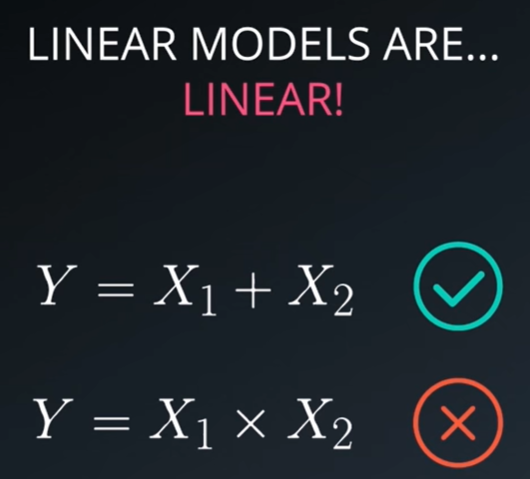 LINEAR MODELS ARE...
LINEAR!
Y = X₁ + X₂
Y = X₁ × X₂